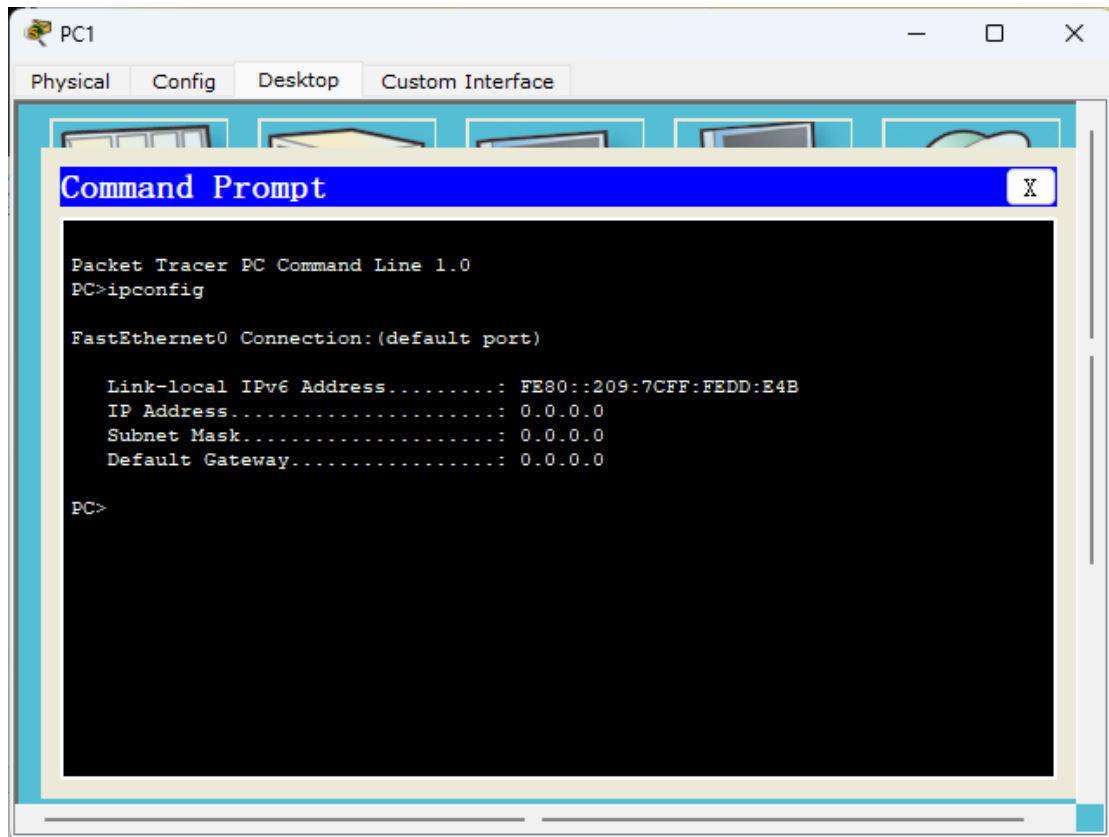 PC1
Physical Config Desktop Custom Interface
Command Prompt X
Packet Tracer PC Command Line 1.0
PC>ipconfig
FastEthernet0 Connection:(default port)
Link-local IPv6 Address.........: FE80::209:7CFF:FEDD:E4B
IP Address......................: 0.0.0.0
Subnet Mask.....................: 0.0.0.0
Default Gateway.................: 0.0.0.0
PC>